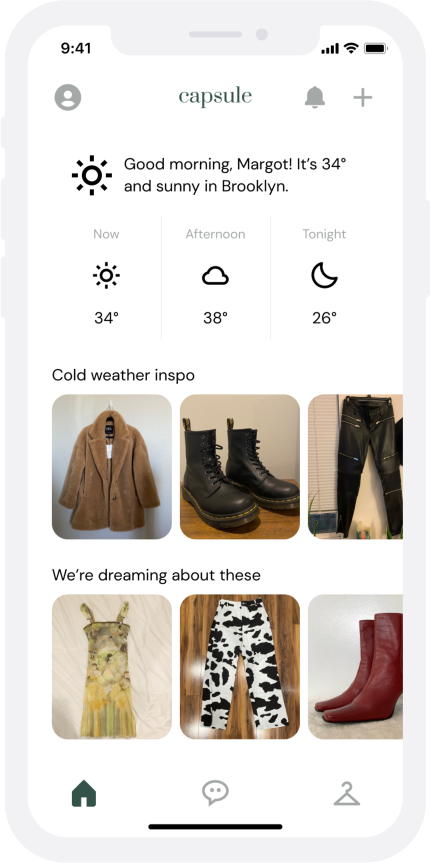 9:41
capsule
Good morning, Margot! It’s 34°
and sunny in Brooklyn.
Now
Afternoon
Tonight
34°
38°
26°
Cold weather inspo
We’re dreaming about these